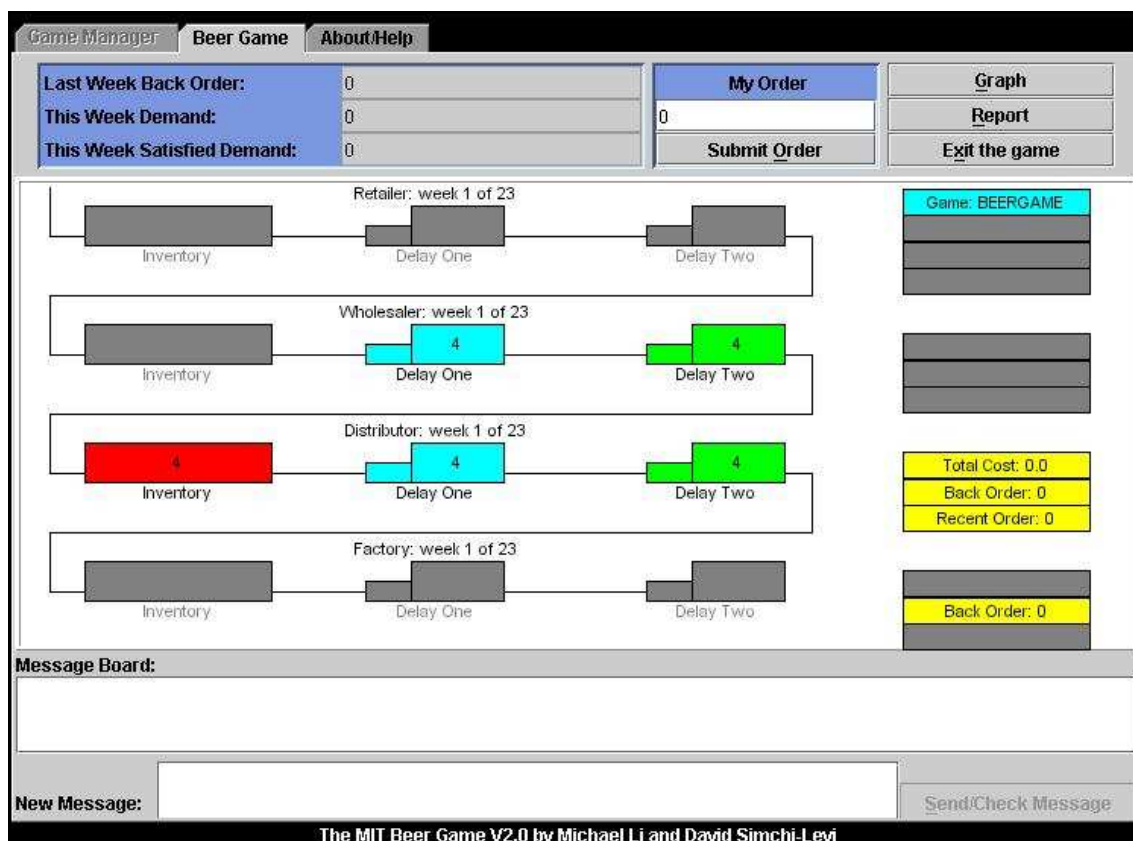 Game Manager Beer Game About/Help
Last Week Back Order: 0 My Order Graph
This Week Demand: 0 0 Report
This Week Satisfied Demand: 0 Submit Order Exit the game
Retailer: week 1 of 23 Game: BEERGAME
Inventory Delay One Delay Two
Wholesaler: week 1 of 23
4 4
Inventory Delay One Delay Two
Distributor: week 1 of 23
4 4 4 Total Cost: 0.0
Inventory Delay One Delay Two Back Order: 0
Recent Order: 0
Factory: week 1 of 23
Inventory Delay One Delay Two Back Order: 0
Message Board:
New Message: Send/Check Message
The MIT Beer Game V2.0 by Michael Li and David Simchi-Levi